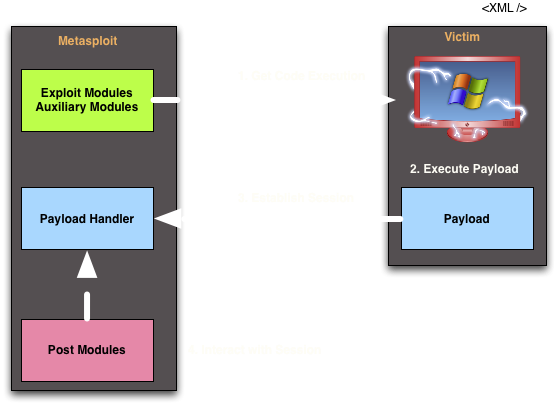 <XML />
Metasploit
Victim
Exploit Modules
Auxiliary Modules
2. Execute Payload
Payload Handler
Payload
Post Modules